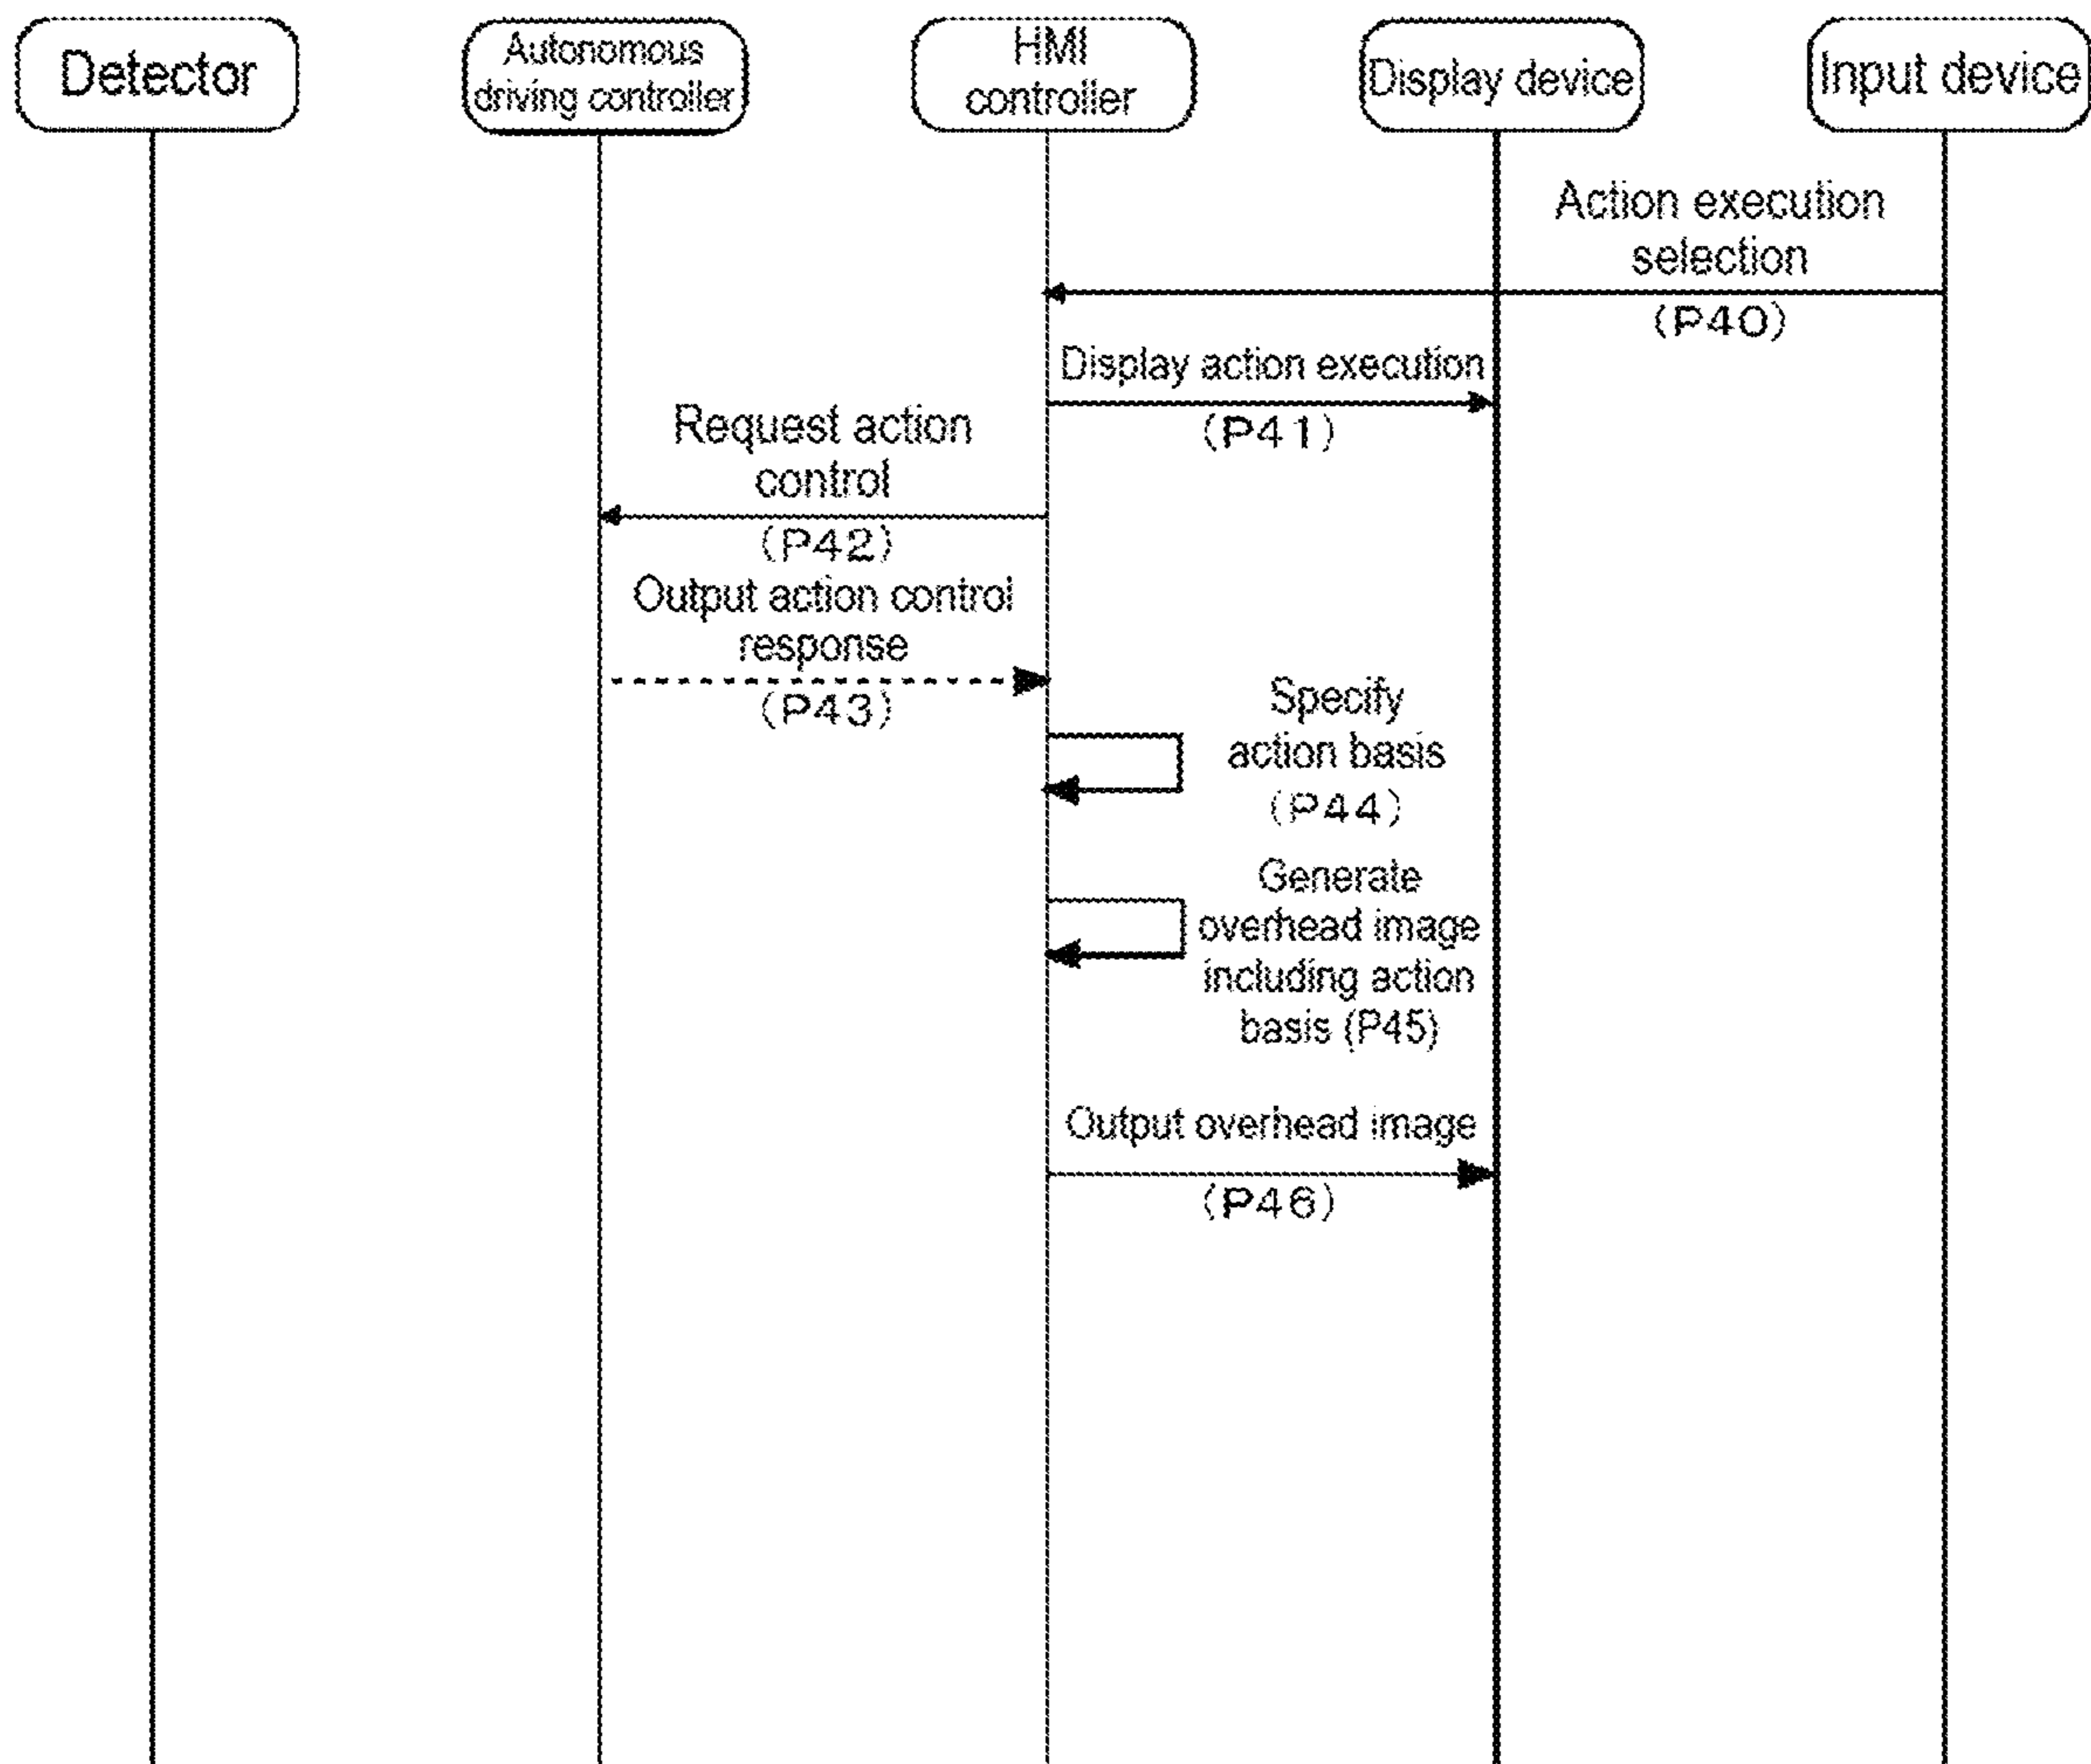 Detector
Autonomous
driving controller
HMI
controller
Display device
Input device
Action execution
selection
(P40)
Display action execution
(P41)
Request action
control
(P42)
Output action control
response
(P43)
Specify
action basis
(P44)
Generate
overhead image
including action
basis (P45)
Output overhead image
(P46)